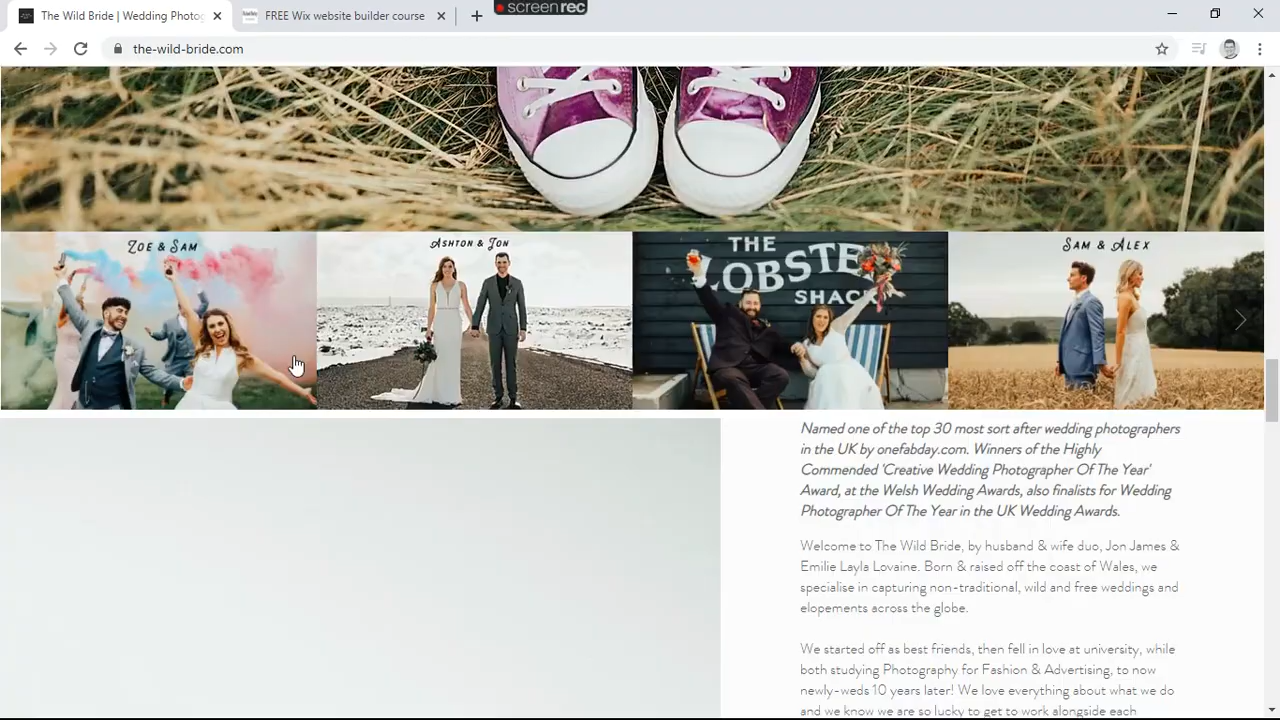 screenrec
The Wild Bride | Wedding Photog
FREE Wix website builder course
the-wild-bride.com
ZOE & SAM
ASHTON & JON
THE
LOBSTE
SHACK
SAM & ALEX
Named one of the top 30 most sort after wedding photographers
in the UK by onefabday.com. Winners of the Highly
Commended 'Creative Wedding Photographer Of The Year'
Award, at the Welsh Wedding Awards, also finalists for Wedding
Photographer Of The Year in the UK Wedding Awards.
Welcome to The Wild Bride, by husband & wife duo, Jon James &
Emilie Layla Lovaine. Born & raised off the coast of Wales, we
specialise in capturing non-traditional, wild and free weddings and
elopements across the globe.
We started off as best friends, then fell in love at university, while
both studying Photography for Fashion & Advertising, to now
newly-weds 10 years later! We love everything about what we do
and we know we are so lucky to get to work alongside each